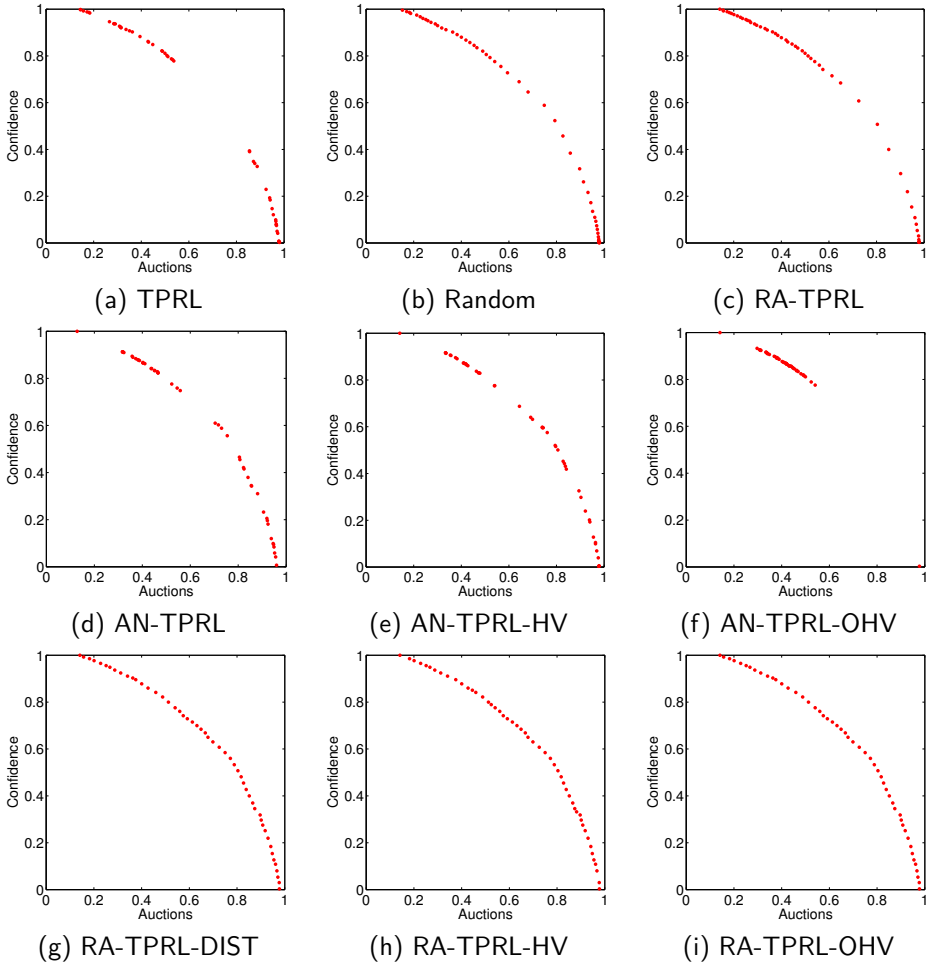 1
0.8
0.6
0.4
0.2
0
Confidence
0 0.2 0.4 0.6 0.8 1
Auctions
(a) TPRL
1
0.8
0.6
0.4
0.2
0
Confidence
0 0.2 0.4 0.6 0.8 1
Auctions
(b) Random
1
0.8
0.6
0.4
0.2
0
Confidence
0 0.2 0.4 0.6 0.8 1
Auctions
(c) RA-TPRL
1
0.8
0.6
0.4
0.2
0
Confidence
0 0.2 0.4 0.6 0.8 1
Auctions
(d) AN-TPRL
1
0.8
0.6
0.4
0.2
0
Confidence
0 0.2 0.4 0.6 0.8 1
Auctions
(e) AN-TPRL-HV
1
0.8
0.6
0.4
0.2
0
Confidence
0 0.2 0.4 0.6 0.8 1
Auctions
(f) AN-TPRL-OHV
1
0.8
0.6
0.4
0.2
0
Confidence
0 0.2 0.4 0.6 0.8 1
Auctions
(g) RA-TPRL-DIST
1
0.8
0.6
0.4
0.2
0
Confidence
0 0.2 0.4 0.6 0.8 1
Auctions
(h) RA-TPRL-HV
1
0.8
0.6
0.4
0.2
0
Confidence
0 0.2 0.4 0.6 0.8 1
Auctions
(i) RA-TPRL-OHV